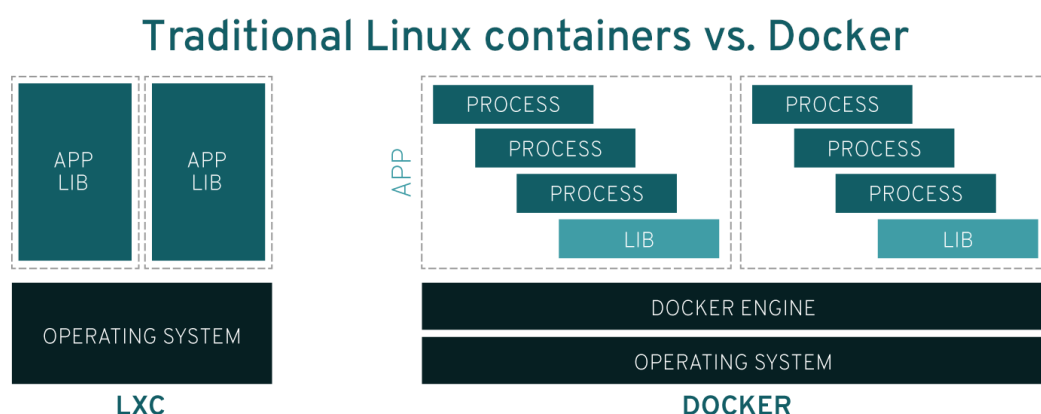 Traditional Linux containers vs. Docker
APP
LIB
APP
LIB
OPERATING SYSTEM
LXC
APP
PROCESS
PROCESS
PROCESS
LIB
PROCESS
PROCESS
PROCESS
LIB
DOCKER ENGINE
OPERATING SYSTEM
DOCKER